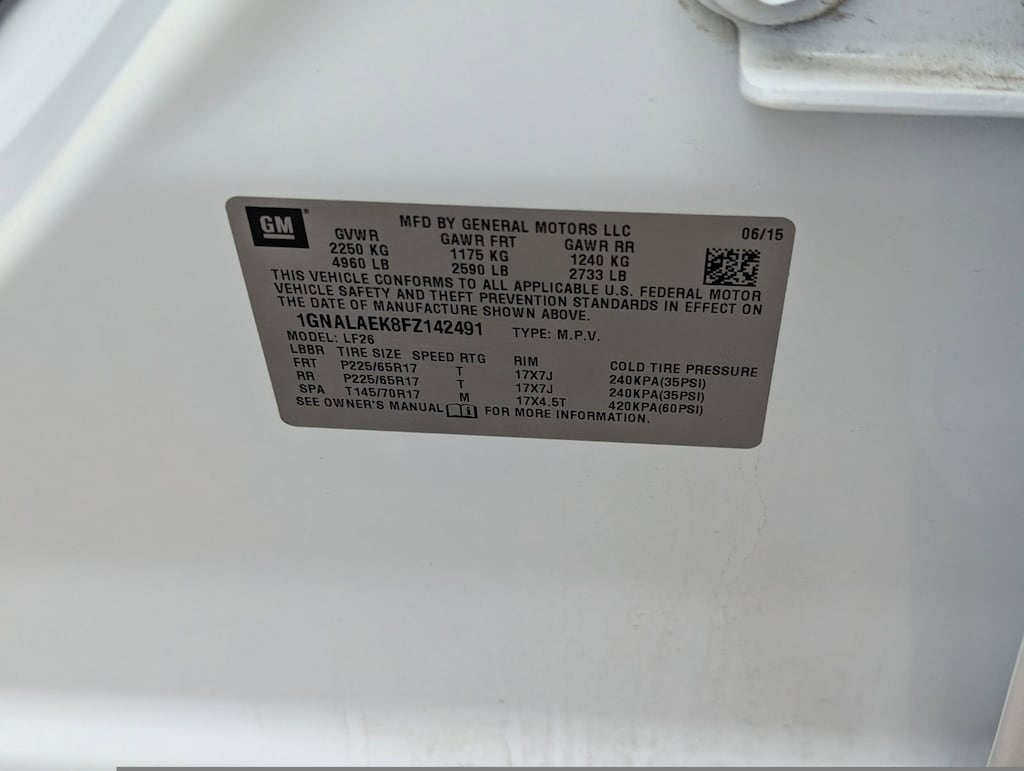 GM
MFD BY GENERAL MOTORS LLC 06/15
GVWR GAWR FRT GAWR RR
2250 KG 1175 KG 1240 KG
4960 LB 2590 LB 2733 LB
THIS VEHICLE CONFORMS TO ALL APPLICABLE U.S. FEDERAL MOTOR
VEHICLE SAFETY AND THEFT PREVENTION STANDARDS IN EFFECT ON
THE DATE OF MANUFACTURE SHOWN ABOVE.
1GNALAEK8FZ142491 TYPE: M.P.V.
MODEL: LF26
LBBR TIRE SIZE SPEED RTG RIM COLD TIRE PRESSURE
FRT P225/65R17 T 17X7J 240KPA(35PSI)
RR P225/65R17 T 17X7J 240KPA(35PSI)
SPA T145/70R17 M 17X4.5T 420KPA(60PSI)
SEE OWNER'S MANUAL FOR MORE INFORMATION.